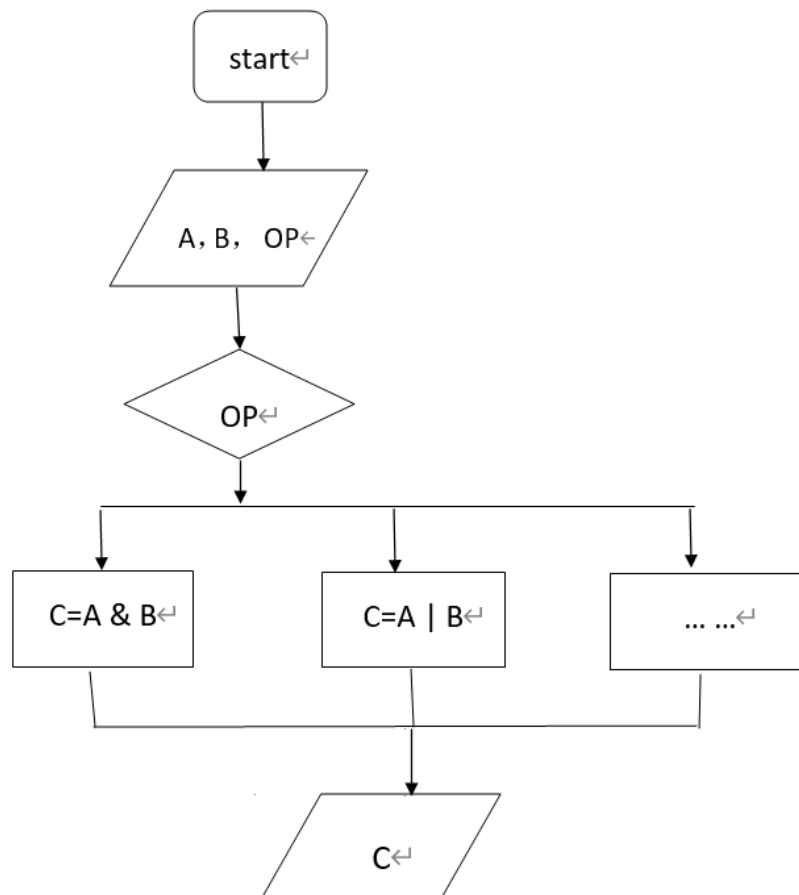 start↵
A，B， OP←
OP↵
C=A & B↵
C=A | B↵
... ...↵
C↵